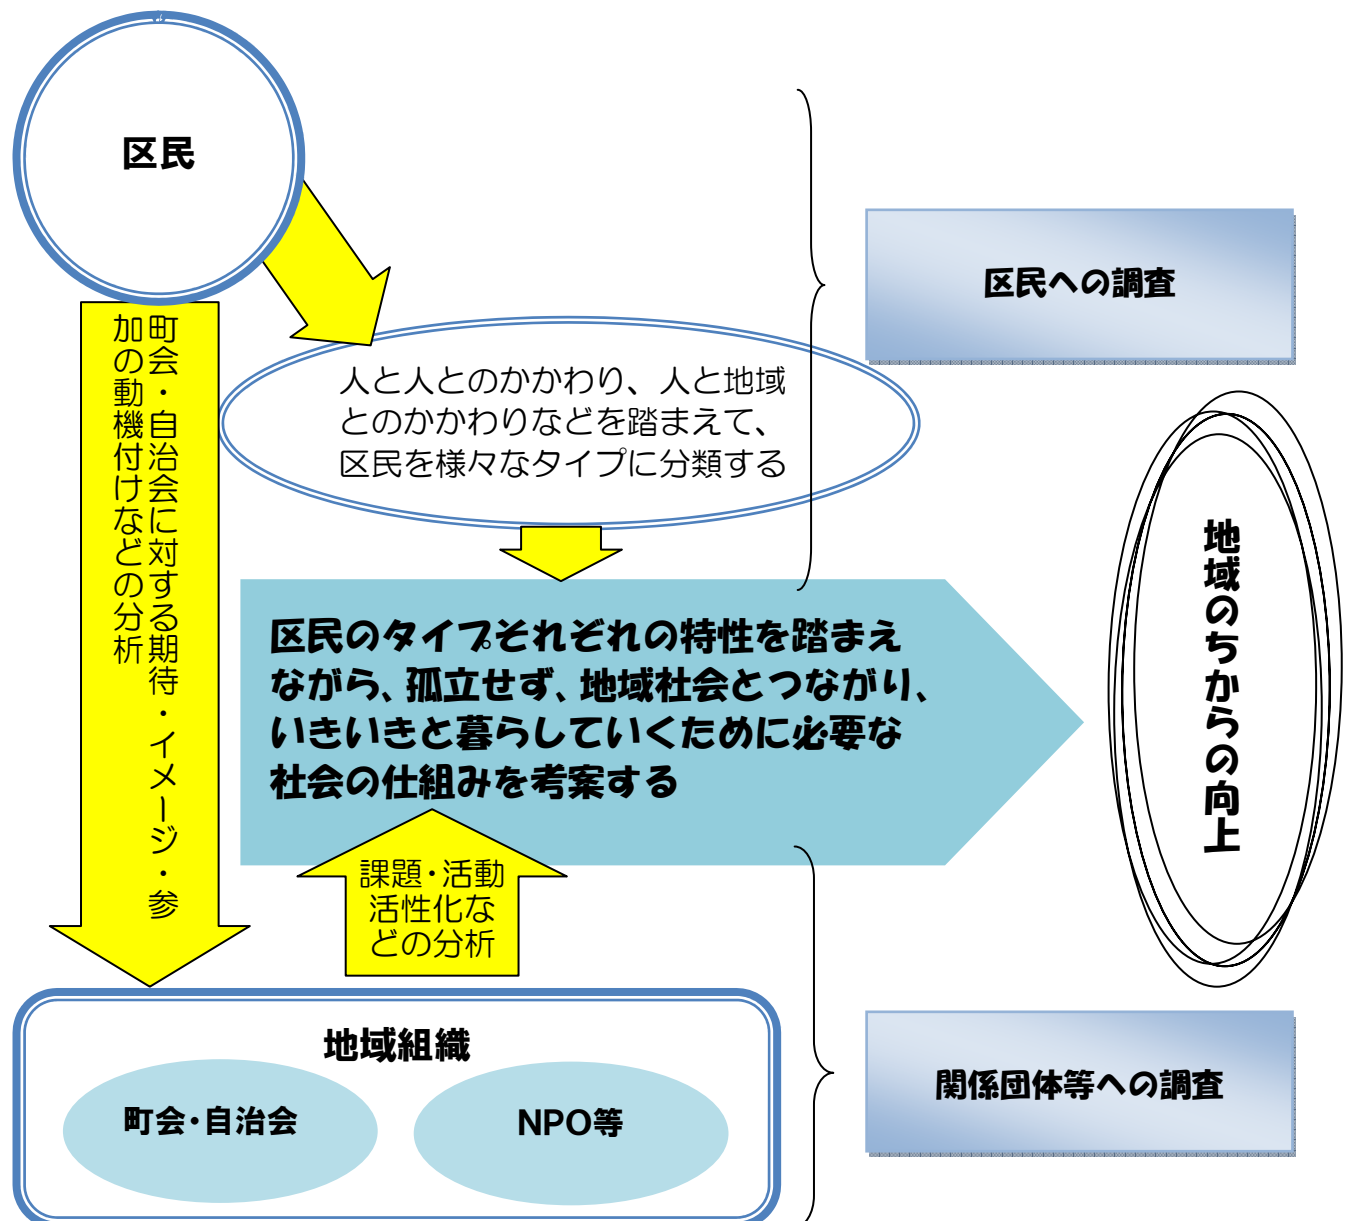 区民
区民への調査
町会・自治会に対する期待・イメージ・参
加の動機付けなどの分析
人と人とのかかわり、人と地域
とのかかわりなどを踏まえて、
区民を様々なタイプに分類する
区民のタイプそれぞれの特性を踏まえ
ながら、孤立せず、地域社会とつながり、
いきいきと暮らしていくために必要な
社会の仕組みを考案する
地域のちからの向上
課題・活動
活性化な
どの分析
地域組織
町会・自治会
NPO等
関係団体等への調査